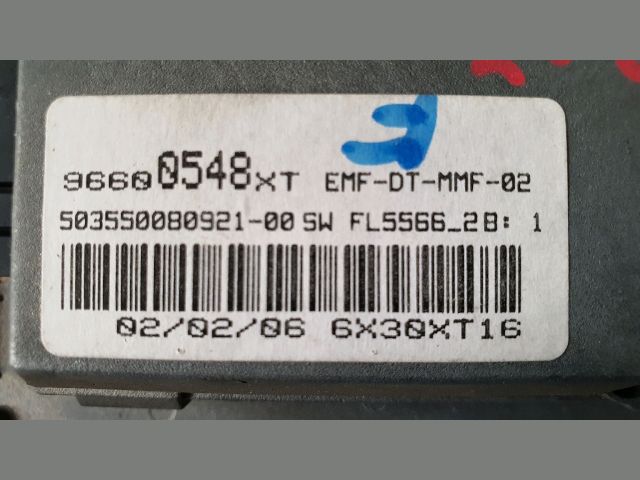 96600548XT EMF-DT-MMF-02
503550080921-00 SW FL5566_2B: 1
02/02/06 6X30XT16